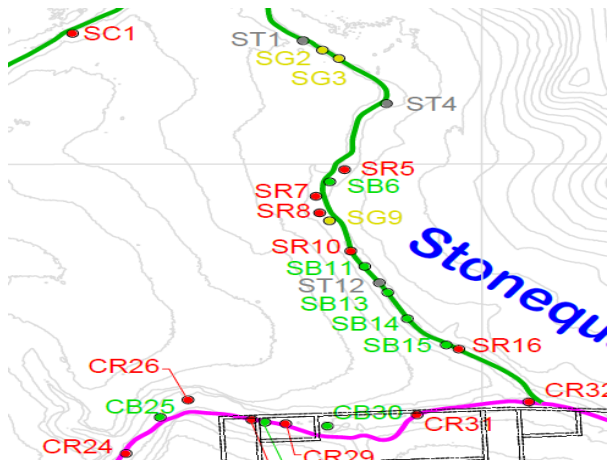 SC1
ST1
SG2
SG3
ST4
SR5
SB6
SR7
SR8
SG9
SR10
SB11
ST12
SB13
SB14
SB15
SR16
Stonequ
CR26
CB25
CR24
CB30
CR29
CR31
CR32